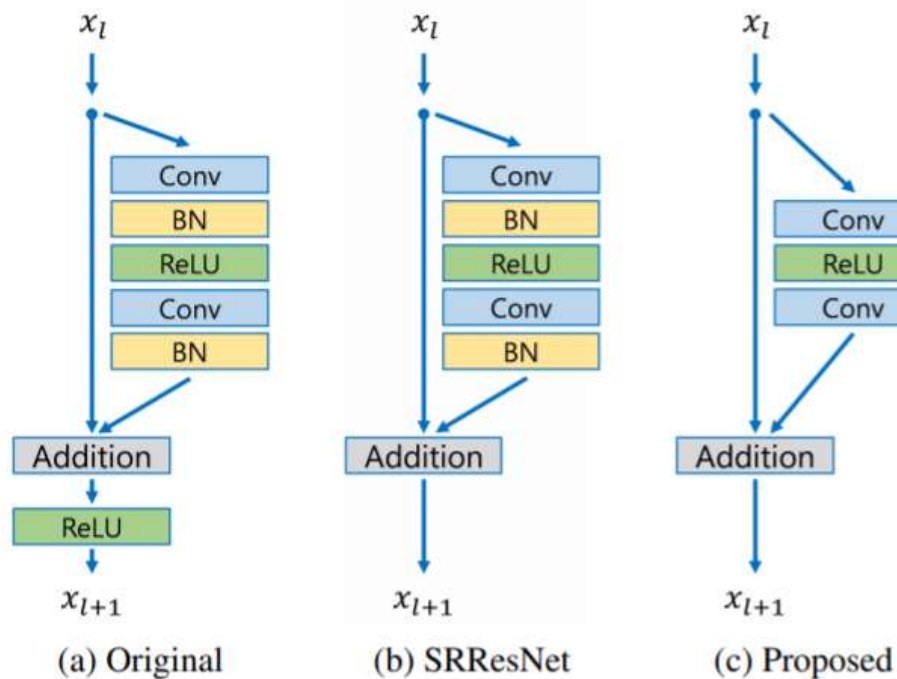 x_l
Conv
BN
ReLU
Conv
BN
Addition
ReLU
x_{l+1}
(a) Original
x_l
Conv
BN
ReLU
Conv
BN
Addition
x_{l+1}
(b) SRResNet
x_l
Conv
ReLU
Conv
Addition
x_{l+1}
(c) Proposed